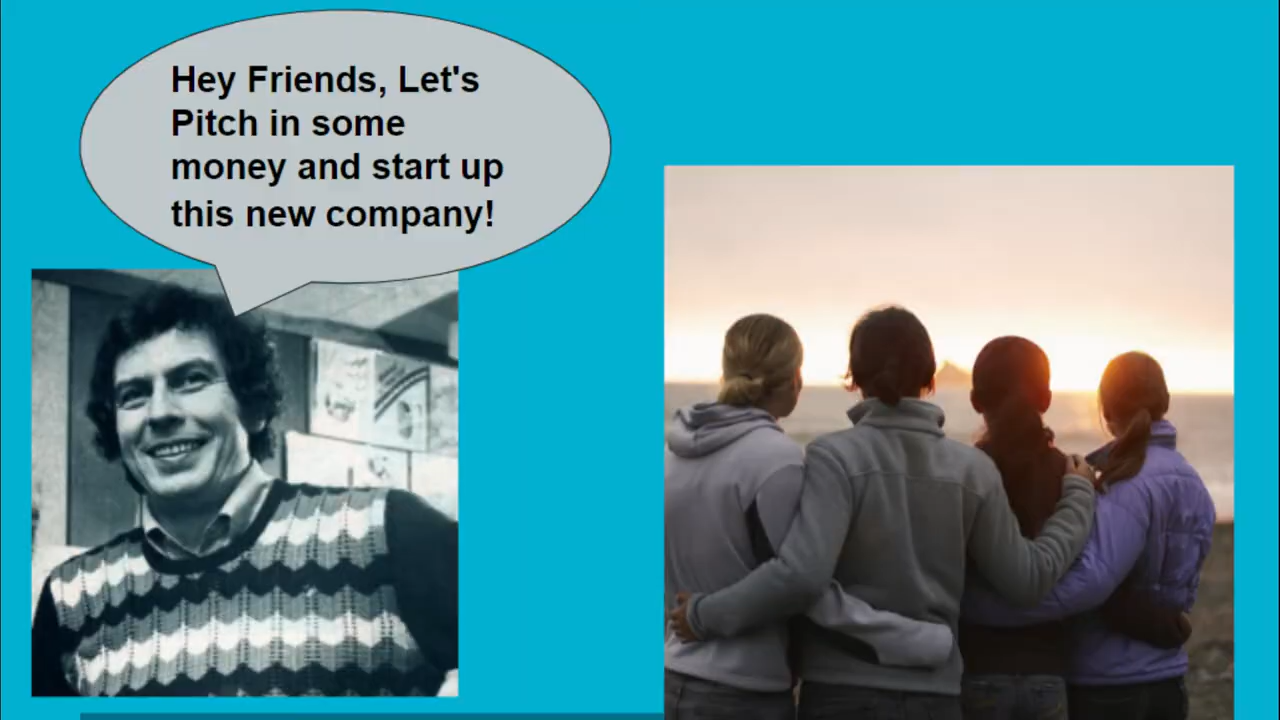 Hey Friends, Let's
Pitch in some
money and start up
this new company!